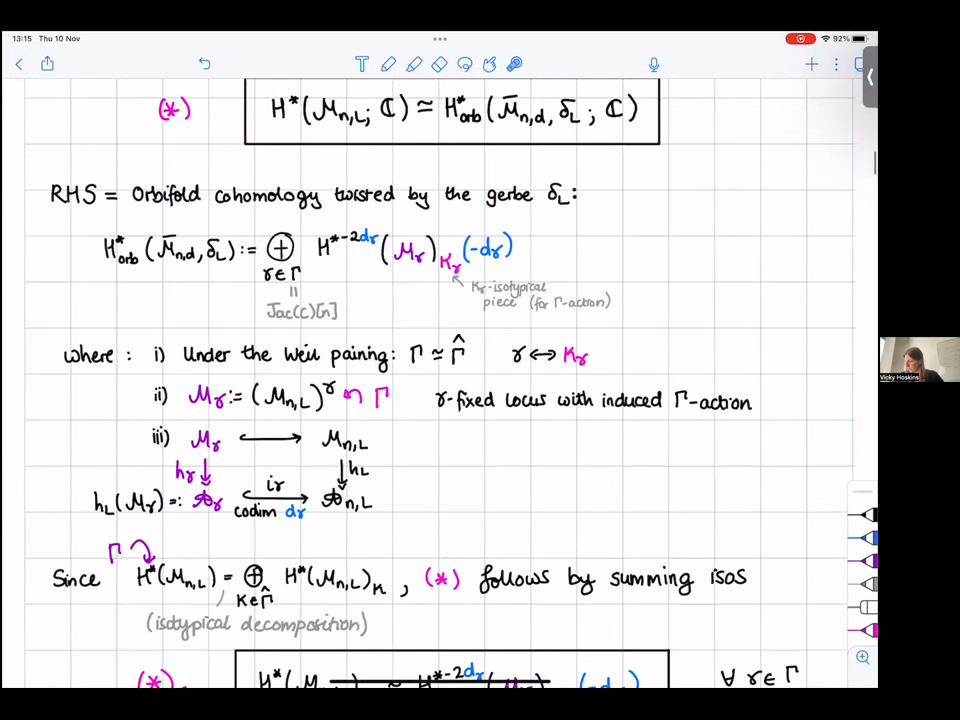 13:15 Thu 10 Nov
92%
(*) H*(M_{n,L}; ℂ) ≃ H*_{orb}(M̄_{n,d}, δ_L; ℂ)
RHS = Orbifold cohomology twisted by the gerbe δ_L:
H*_{orb}(M̄_{n,d}, δ_L) := ⊕_{γ∈Γ} H^{*-2d_γ}(M_γ)_{κ_γ}(-d_γ)
κ_γ-isotypical
piece (for Γ-action)
Γ = Jac(C)[n]
where: i) Under the Weil pairing: Γ ≃ Γ̂ γ ↔ κ_γ
ii) M_γ := (M_{n,L})^γ ↶ Γ γ-fixed locus with induced Γ-action
iii) M_γ ⟶ M_{n,L}
h_γ ↓ ↓ h_L
h_L(M_γ) =: A_γ ↪ A_{n,L} i_γ codim d_γ
Since Γ ↷ H*(M_{n,L}) = ⊕_{κ∈Γ̂} H*(M_{n,L})_κ, (*) follows by summing isos
(isotypical decomposition)
∀ γ∈Γ
Vicky Hoskins